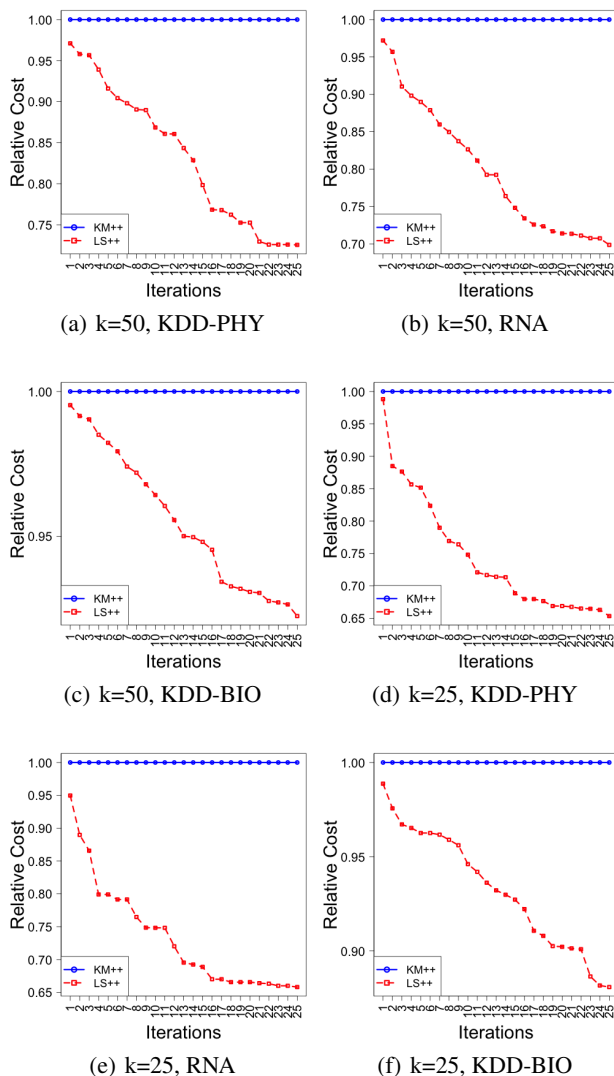 1.00
0.95
0.90
0.85
0.80
0.75
Relative Cost
KM++
LS++
1 2 3 4 5 6 7 8 9 10 11 12 13 14 15 16 17 18 19 20 21 22 23 24 25
Iterations
(a) k=50, KDD-PHY
1.00
0.95
0.90
0.85
0.80
0.75
0.70
Relative Cost
KM++
LS++
1 2 3 4 5 6 7 8 9 10 11 12 13 14 15 16 17 18 19 20 21 22 23 24 25
Iterations
(b) k=50, RNA
1.00
0.95
Relative Cost
KM++
LS++
1 2 3 4 5 6 7 8 9 10 11 12 13 14 15 16 17 18 19 20 21 22 23 24 25
Iterations
(c) k=50, KDD-BIO
1.00
0.95
0.90
0.85
0.80
0.75
0.70
0.65
Relative Cost
KM++
LS++
1 2 3 4 5 6 7 8 9 10 11 12 13 14 15 16 17 18 19 20 21 22 23 24 25
Iterations
(d) k=25, KDD-PHY
1.00
0.95
0.90
0.85
0.80
0.75
0.70
0.65
Relative Cost
KM++
LS++
1 2 3 4 5 6 7 8 9 10 11 12 13 14 15 16 17 18 19 20 21 22 23 24 25
Iterations
(e) k=25, RNA
1.00
0.95
0.90
Relative Cost
KM++
LS++
1 2 3 4 5 6 7 8 9 10 11 12 13 14 15 16 17 18 19 20 21 22 23 24 25
Iterations
(f) k=25, KDD-BIO